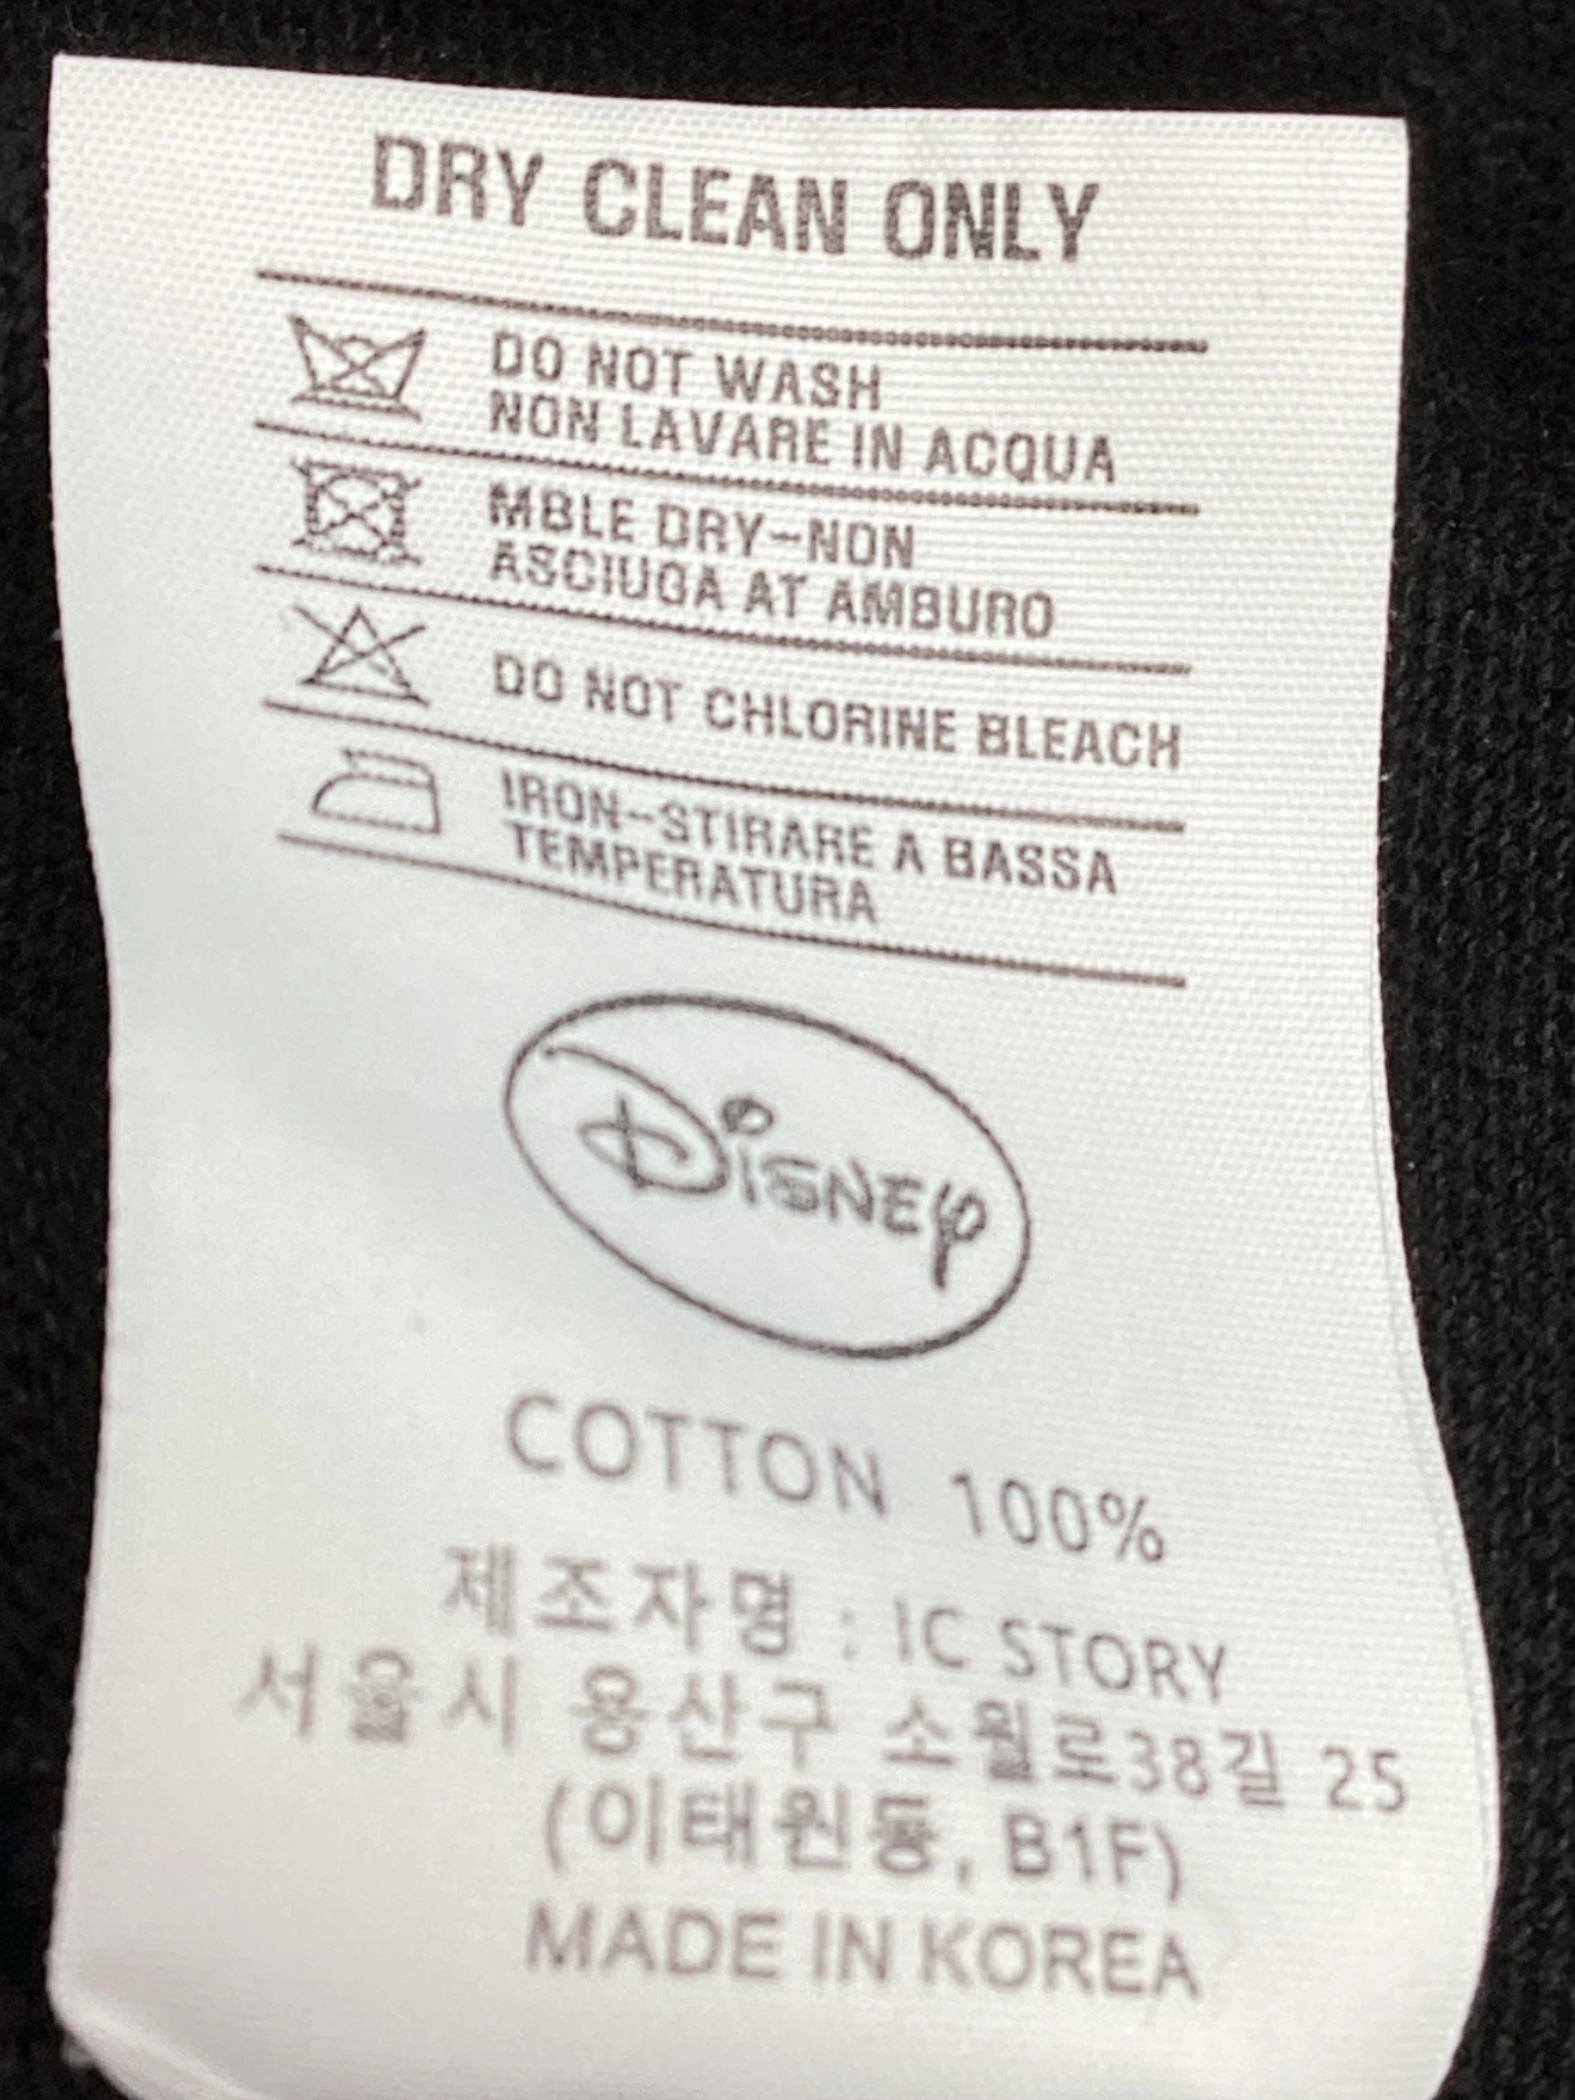 DRY CLEAN ONLY
DO NOT WASH
NON LAVARE IN ACQUA
MBLE DRY-NON
ASCIUGA AT AMBURO
DO NOT CHLORINE BLEACH
IRON-STIRARE A BASSA
TEMPERATURA
DISNEY
COTTON 100%
제조자명 : IC STORY
서울시 용산구 소월로38길 25
(이태원동, B1F)
MADE IN KOREA